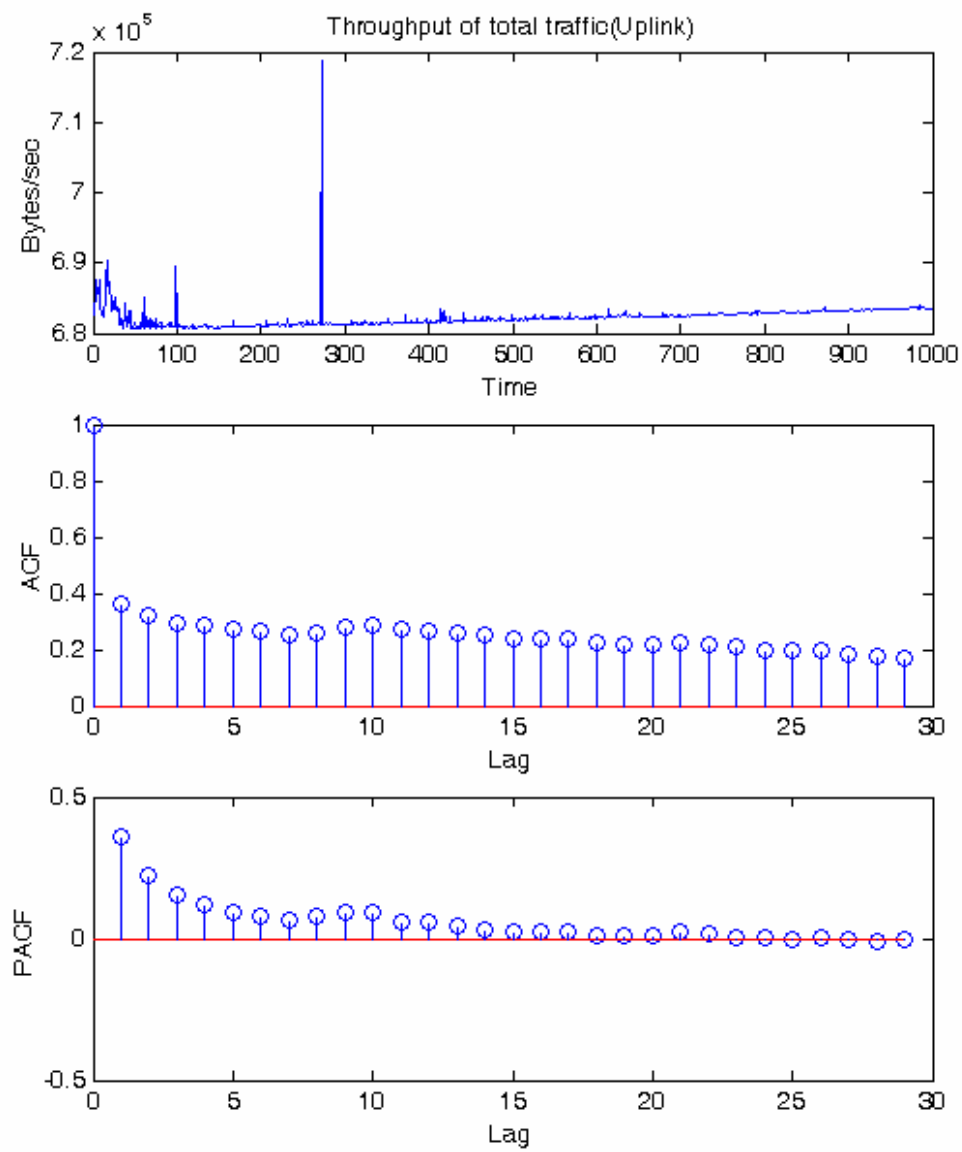 Throughput of total traffic(Uplink)
x 10^5
7.2
7.1
7
6.9
6.8
Bytes/sec
0 100 200 300 400 500 600 700 800 900 1000
Time
1
0.8
0.6
0.4
0.2
0
ACF
0 5 10 15 20 25 30
Lag
0.5
0
-0.5
PACF
0 5 10 15 20 25 30
Lag